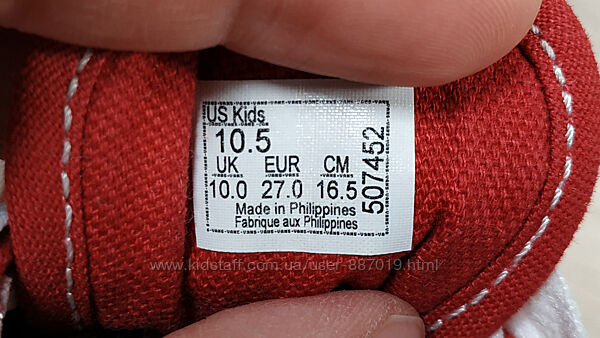 US Kids
10.5
UK EUR CM
10.0 27.0 16.5
Made in Philippines
Fabrique aux Philippines
507452
www.kidstaff.com.ua/user-887019.html